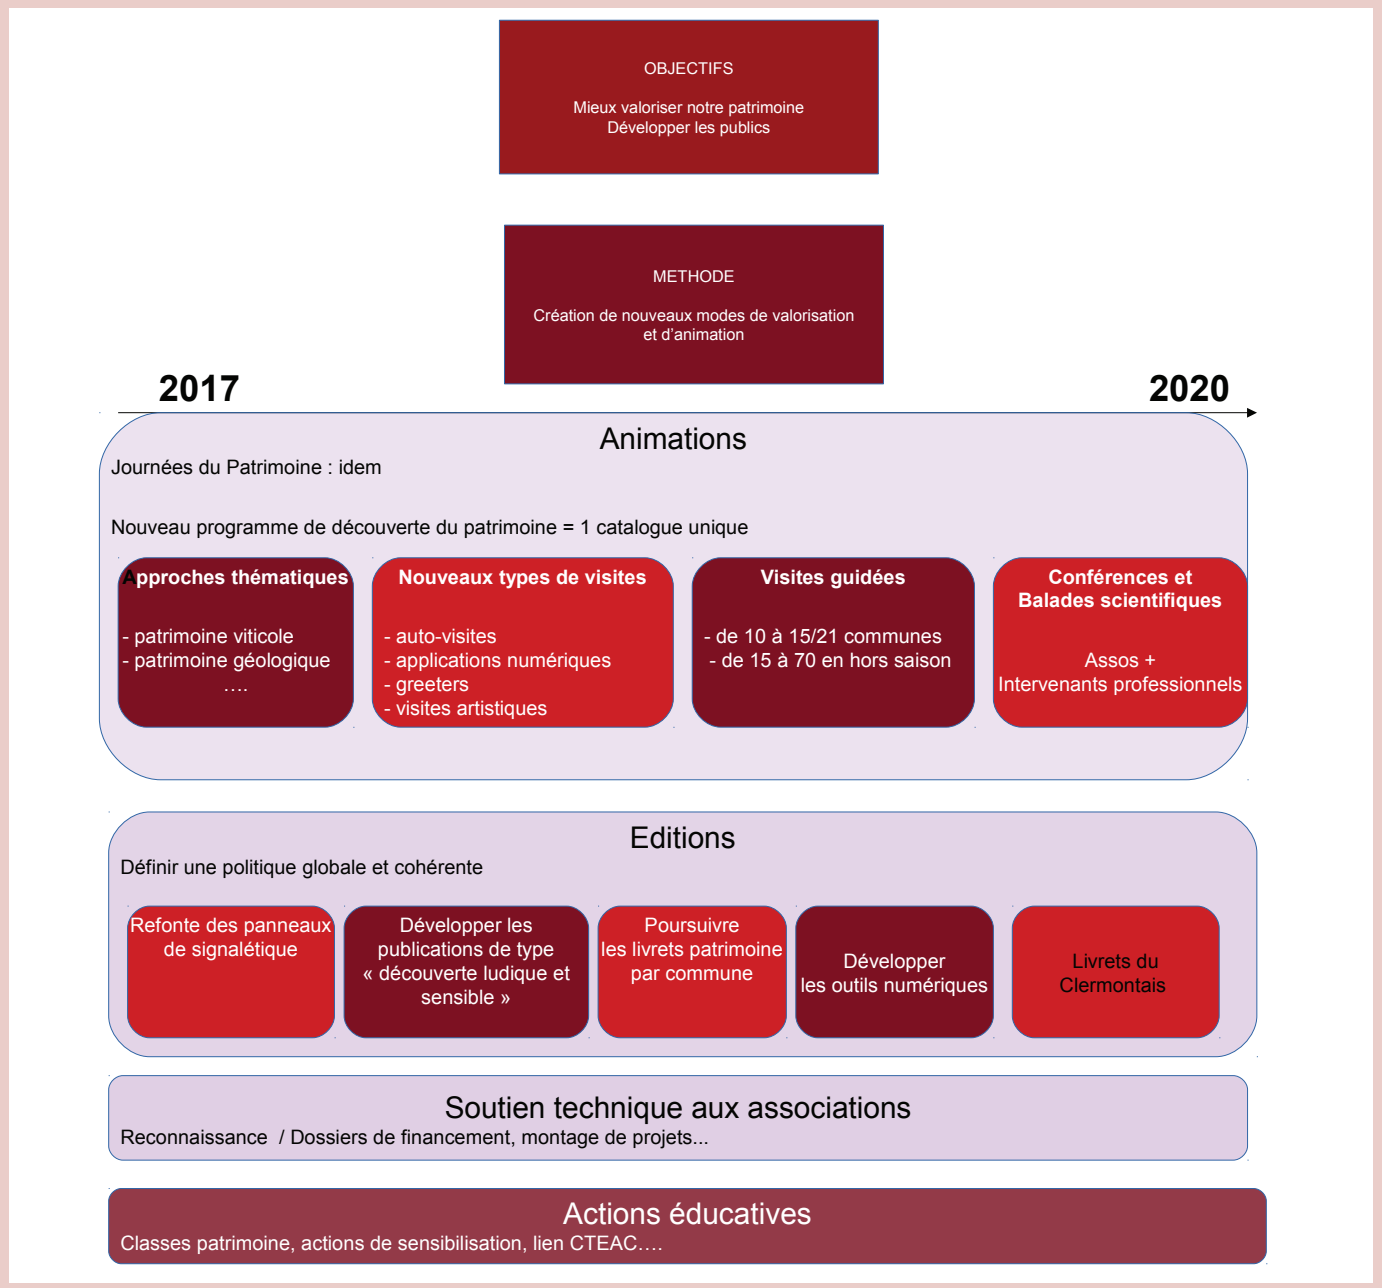 OBJECTIFS
Mieux valoriser notre patrimoine
Développer les publics
METHODE
Création de nouveaux modes de valorisation
et d'animation
2017
2020
Animations
Journées du Patrimoine : idem
Nouveau programme de découverte du patrimoine = 1 catalogue unique
Approches thématiques
- patrimoine viticole
- patrimoine géologique
....
Nouveaux types de visites
- auto-visites
- applications numériques
- greeters
- visites artistiques
Visites guidées
- de 10 à 15/21 communes
- de 15 à 70 en hors saison
Conférences et
Balades scientifiques
Assos +
Intervenants professionnels
Editions
Définir une politique globale et cohérente
Refonte des panneaux
de signalétique
Développer les
publications de type
« découverte ludique et
sensible »
Poursuivre
les livrets patrimoine
par commune
Développer
les outils numériques
Livrets du
Clermontais
Soutien technique aux associations
Reconnaissance / Dossiers de financement, montage de projets...
Actions éducatives
Classes patrimoine, actions de sensibilisation, lien CTEAC....